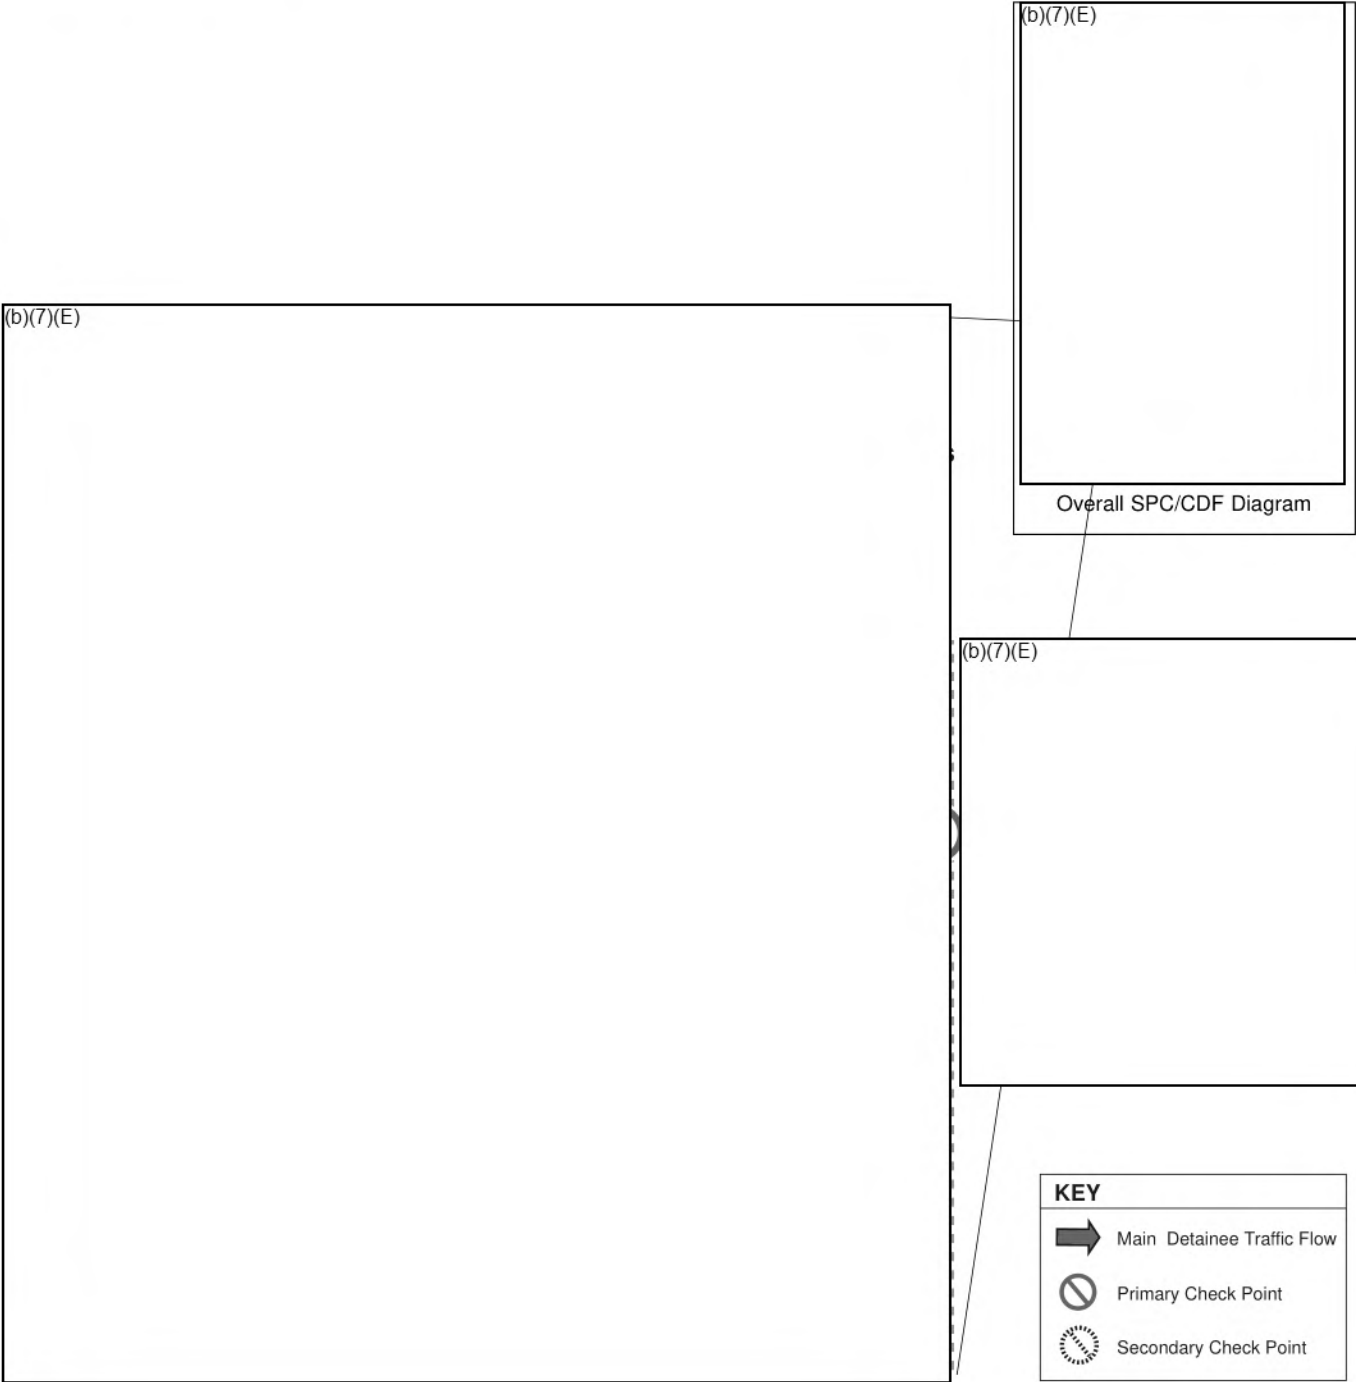 (b)(7)(E)
(b)(7)(E)
Overall SPC/CDF Diagram
(b)(7)(E)
KEY
Main Detainee Traffic Flow
Primary Check Point
Secondary Check Point